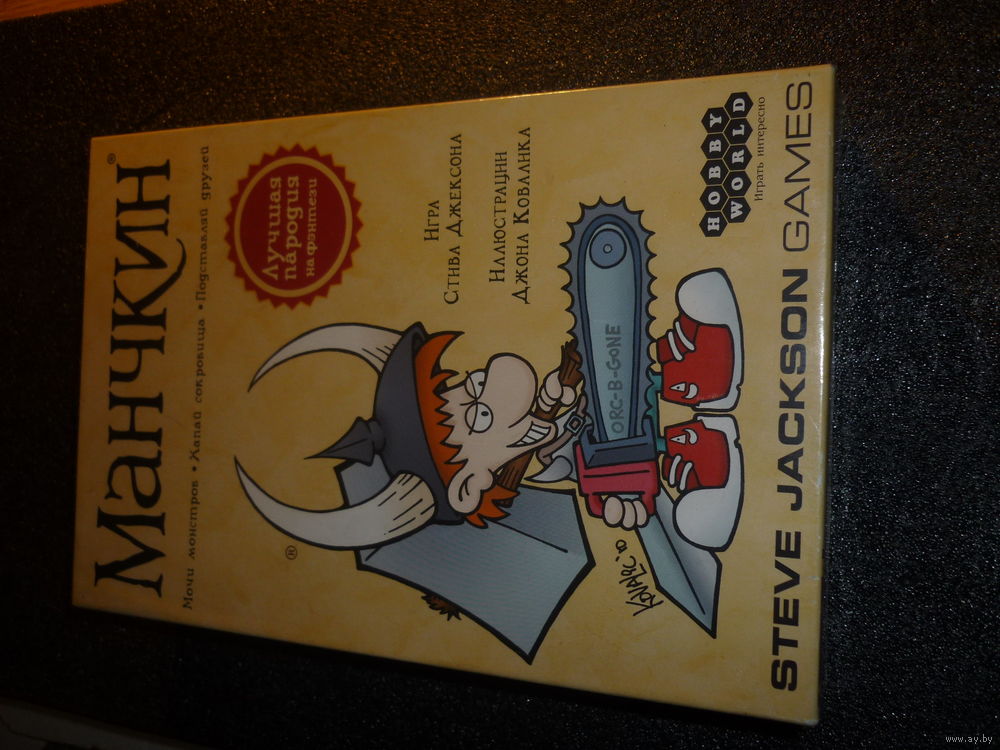 Манчкин®
Мочи монстров • Хапай сокровища • Подставляй друзей
Лучшая
пародия
на фэнтези
Игра
Стива Джексона
Иллюстрации
Джона Ковалика
®
ORC-B-GONE
KOVALIC
HOBBY
WORLD
Играть интересно
STEVE JACKSON GAMES
www.ay.by